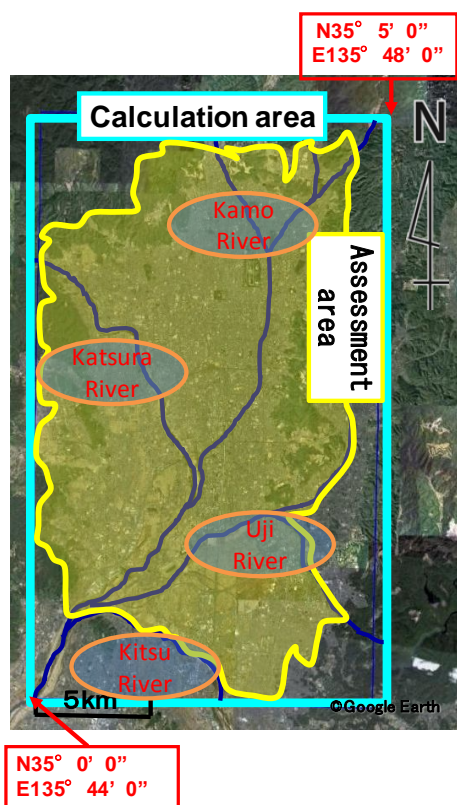 N35° 5' 0”
E135° 48' 0”
Calculation area
N
Kamo
River
Assessment
area
Katsura
River
Uji
River
Kitsu
River
5km
©Google Earth
N35° 0' 0”
E135° 44' 0”